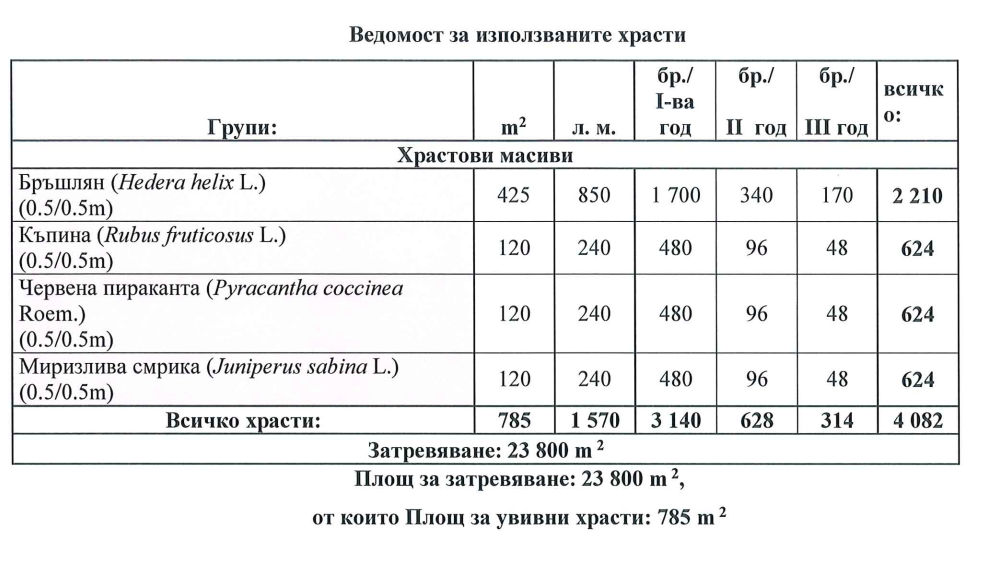 Ведомост за използваните храсти
Групи: m² л. м. бр./ I-ва год бр./ II год бр./ III год всичк о:
Храстови масиви
Бръшлян (Hedera helix L.)
(0.5/0.5m) 425 850 1 700 340 170 2 210
Къпина (Rubus fruticosus L.)
(0.5/0.5m) 120 240 480 96 48 624
Червена пираканта (Pyracantha coccinea
Roem.)
(0.5/0.5m) 120 240 480 96 48 624
Миризлива смрика (Juniperus sabina L.)
(0.5/0.5m) 120 240 480 96 48 624
Всичко храсти: 785 1 570 3 140 628 314 4 082
Затревяване: 23 800 m ²
Площ за затревяване: 23 800 m ²,
от които Площ за увивни храсти: 785 m ²